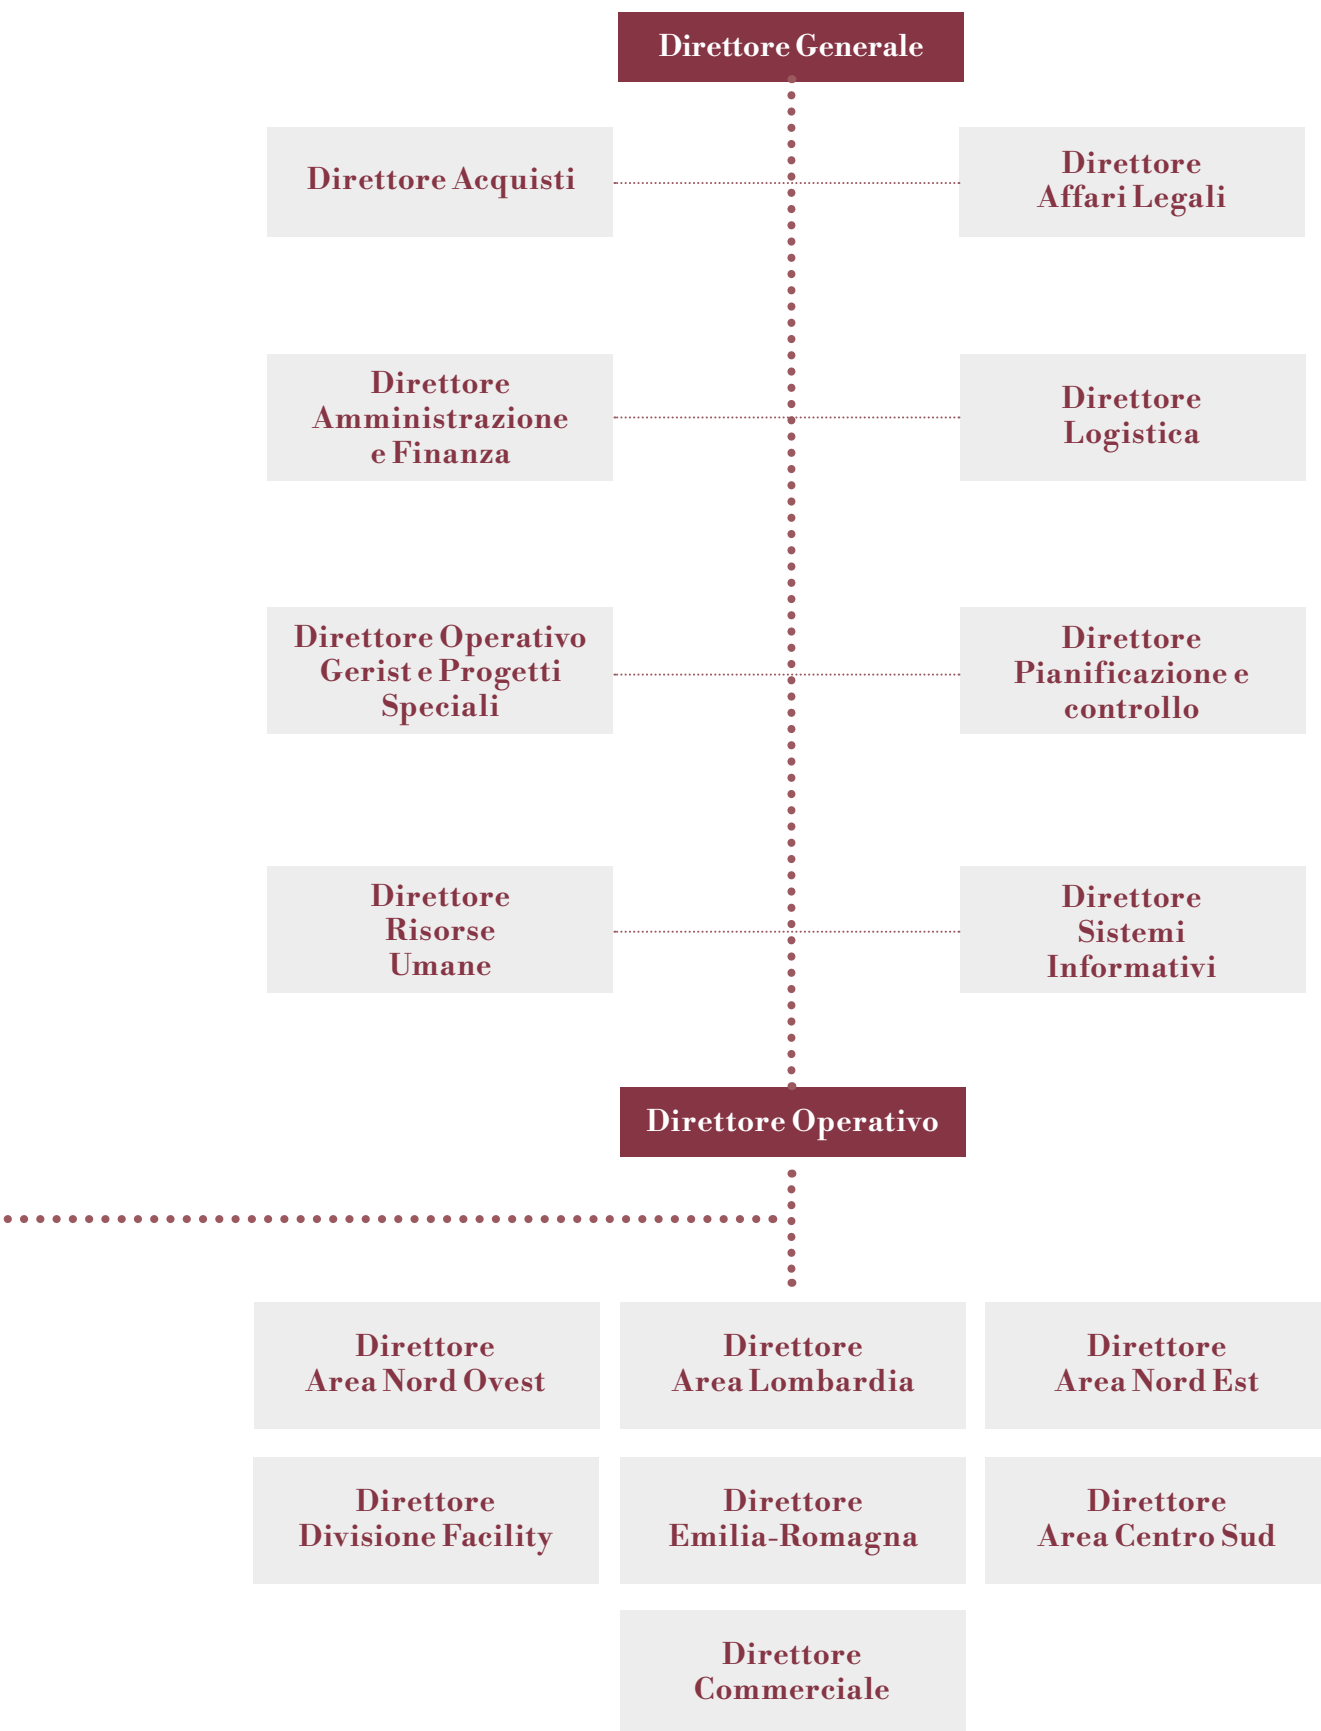 Direttore Generale
Direttore Acquisti
Direttore
Affari Legali
Direttore
Amministrazione
e Finanza
Direttore
Logistica
Direttore Operativo
Gerist e Progetti
Speciali
Direttore
Pianificazione e
controllo
Direttore
Risorse
Umane
Direttore
Sistemi
Informativi
Direttore Operativo
Direttore
Area Nord Ovest
Direttore
Area Lombardia
Direttore
Area Nord Est
Direttore
Divisione Facility
Direttore
Emilia-Romagna
Direttore
Area Centro Sud
Direttore
Commerciale